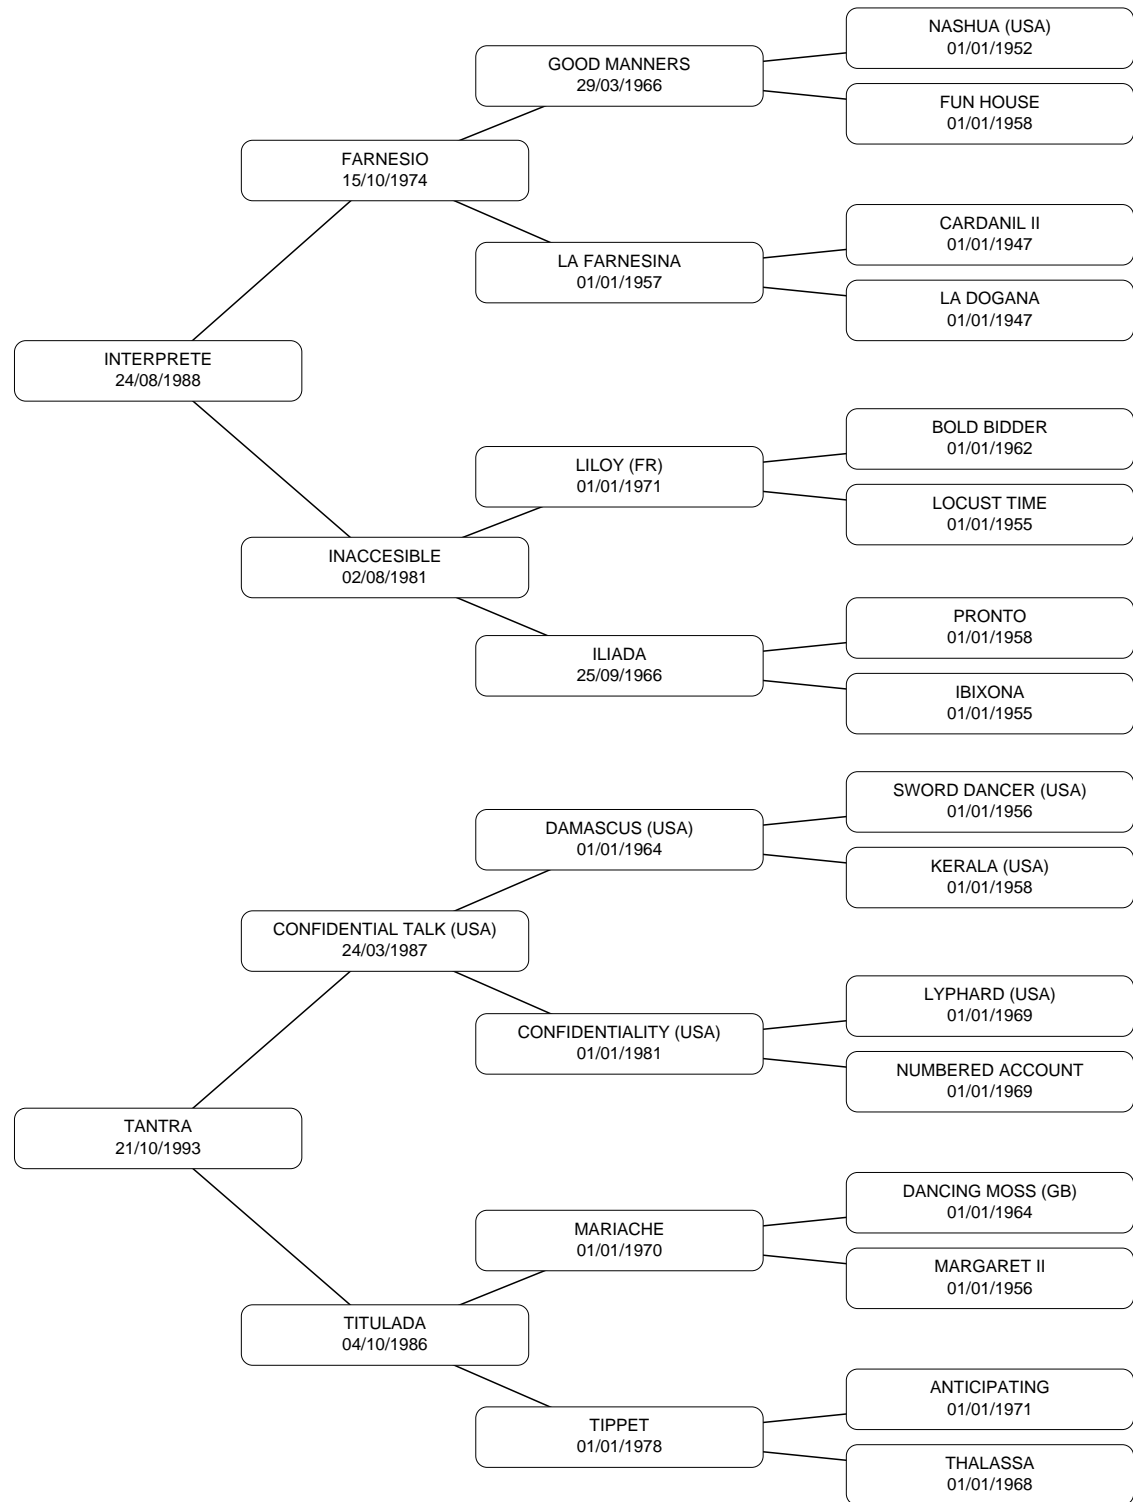 NASHUA (USA)
01/01/1952
GOOD MANNERS
29/03/1966
FUN HOUSE
01/01/1958
FARNESIO
15/10/1974
CARDANIL II
01/01/1947
LA FARNESINA
01/01/1957
LA DOGANA
01/01/1947
INTERPRETE
24/08/1988
BOLD BIDDER
01/01/1962
LILOY (FR)
01/01/1971
LOCUST TIME
01/01/1955
INACCESIBLE
02/08/1981
PRONTO
01/01/1958
ILIADA
25/09/1966
IBIXONA
01/01/1955
SWORD DANCER (USA)
01/01/1956
DAMASCUS (USA)
01/01/1964
KERALA (USA)
01/01/1958
CONFIDENTIAL TALK (USA)
24/03/1987
LYPHARD (USA)
01/01/1969
CONFIDENTIALITY (USA)
01/01/1981
NUMBERED ACCOUNT
01/01/1969
TANTRA
21/10/1993
DANCING MOSS (GB)
01/01/1964
MARIACHE
01/01/1970
MARGARET II
01/01/1956
TITULADA
04/10/1986
ANTICIPATING
01/01/1971
TIPPET
01/01/1978
THALASSA
01/01/1968